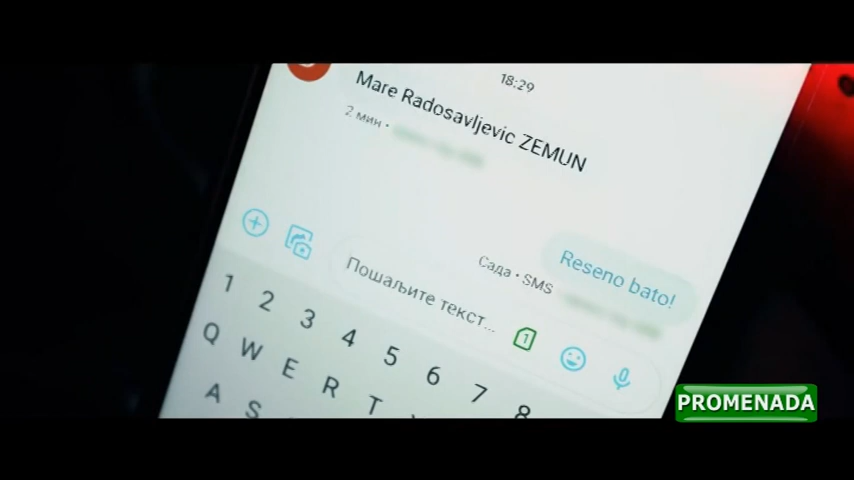 18:29
Mare Radosavljevic ZEMUN
2 мин •
Reseno bato!
Сада • SMS
Пошаљите текст...
1
1 2 3 4 5 6 7 8
Q W E R T
A S
PROMENADA